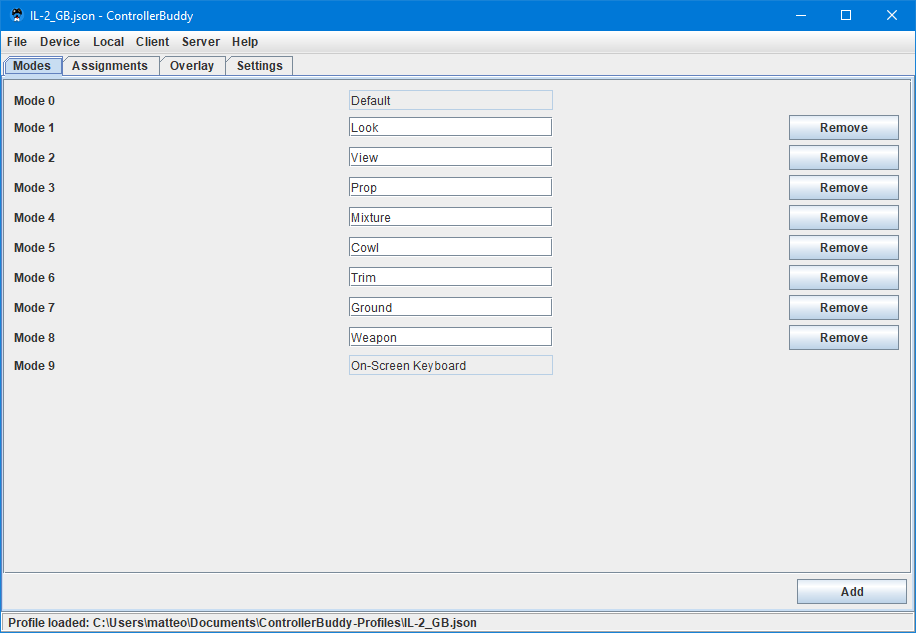 IL-2_GB.json - ControllerBuddy
File Device Local Client Server Help
Modes Assignments Overlay Settings
Mode 0 Default
Mode 1 Look Remove
Mode 2 View Remove
Mode 3 Prop Remove
Mode 4 Mixture Remove
Mode 5 Cowl Remove
Mode 6 Trim Remove
Mode 7 Ground Remove
Mode 8 Weapon Remove
Mode 9 On-Screen Keyboard
Add
Profile loaded: C:\Users\matteo\Documents\ControllerBuddy-Profiles\IL-2_GB.json